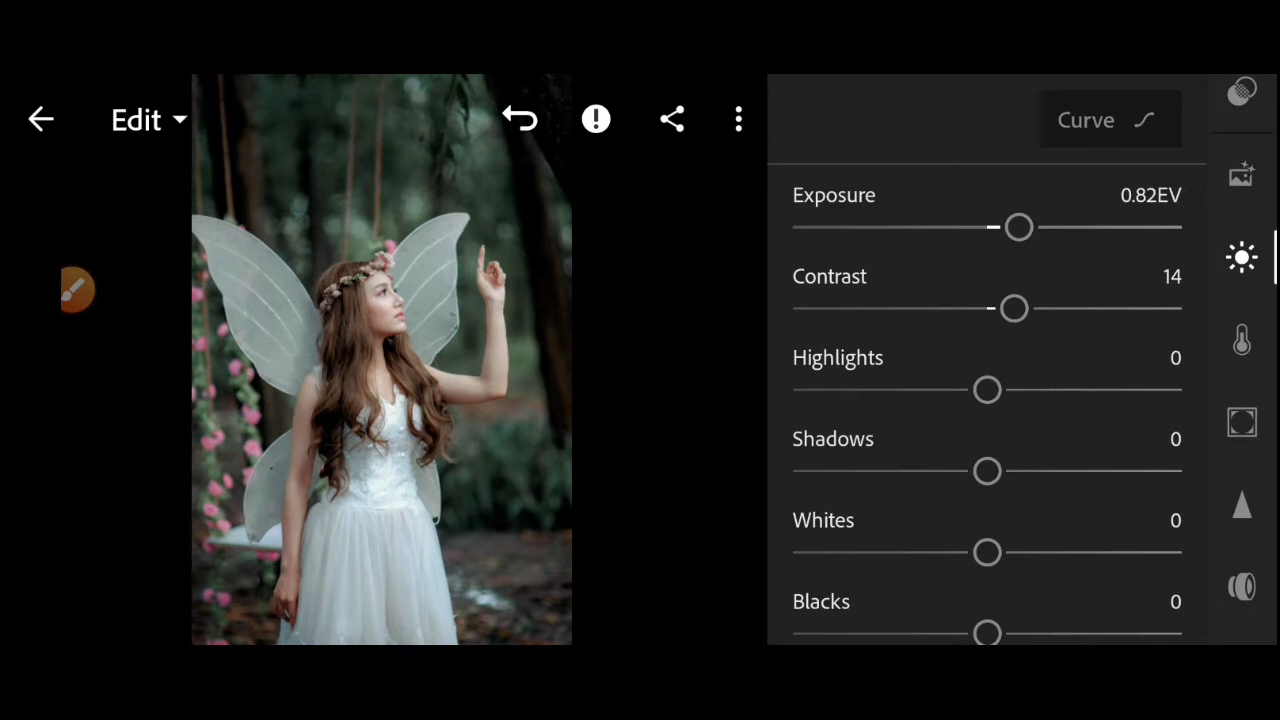 Edit
Curve
Exposure 0.82EV
Contrast 14
Highlights 0
Shadows 0
Whites 0
Blacks 0